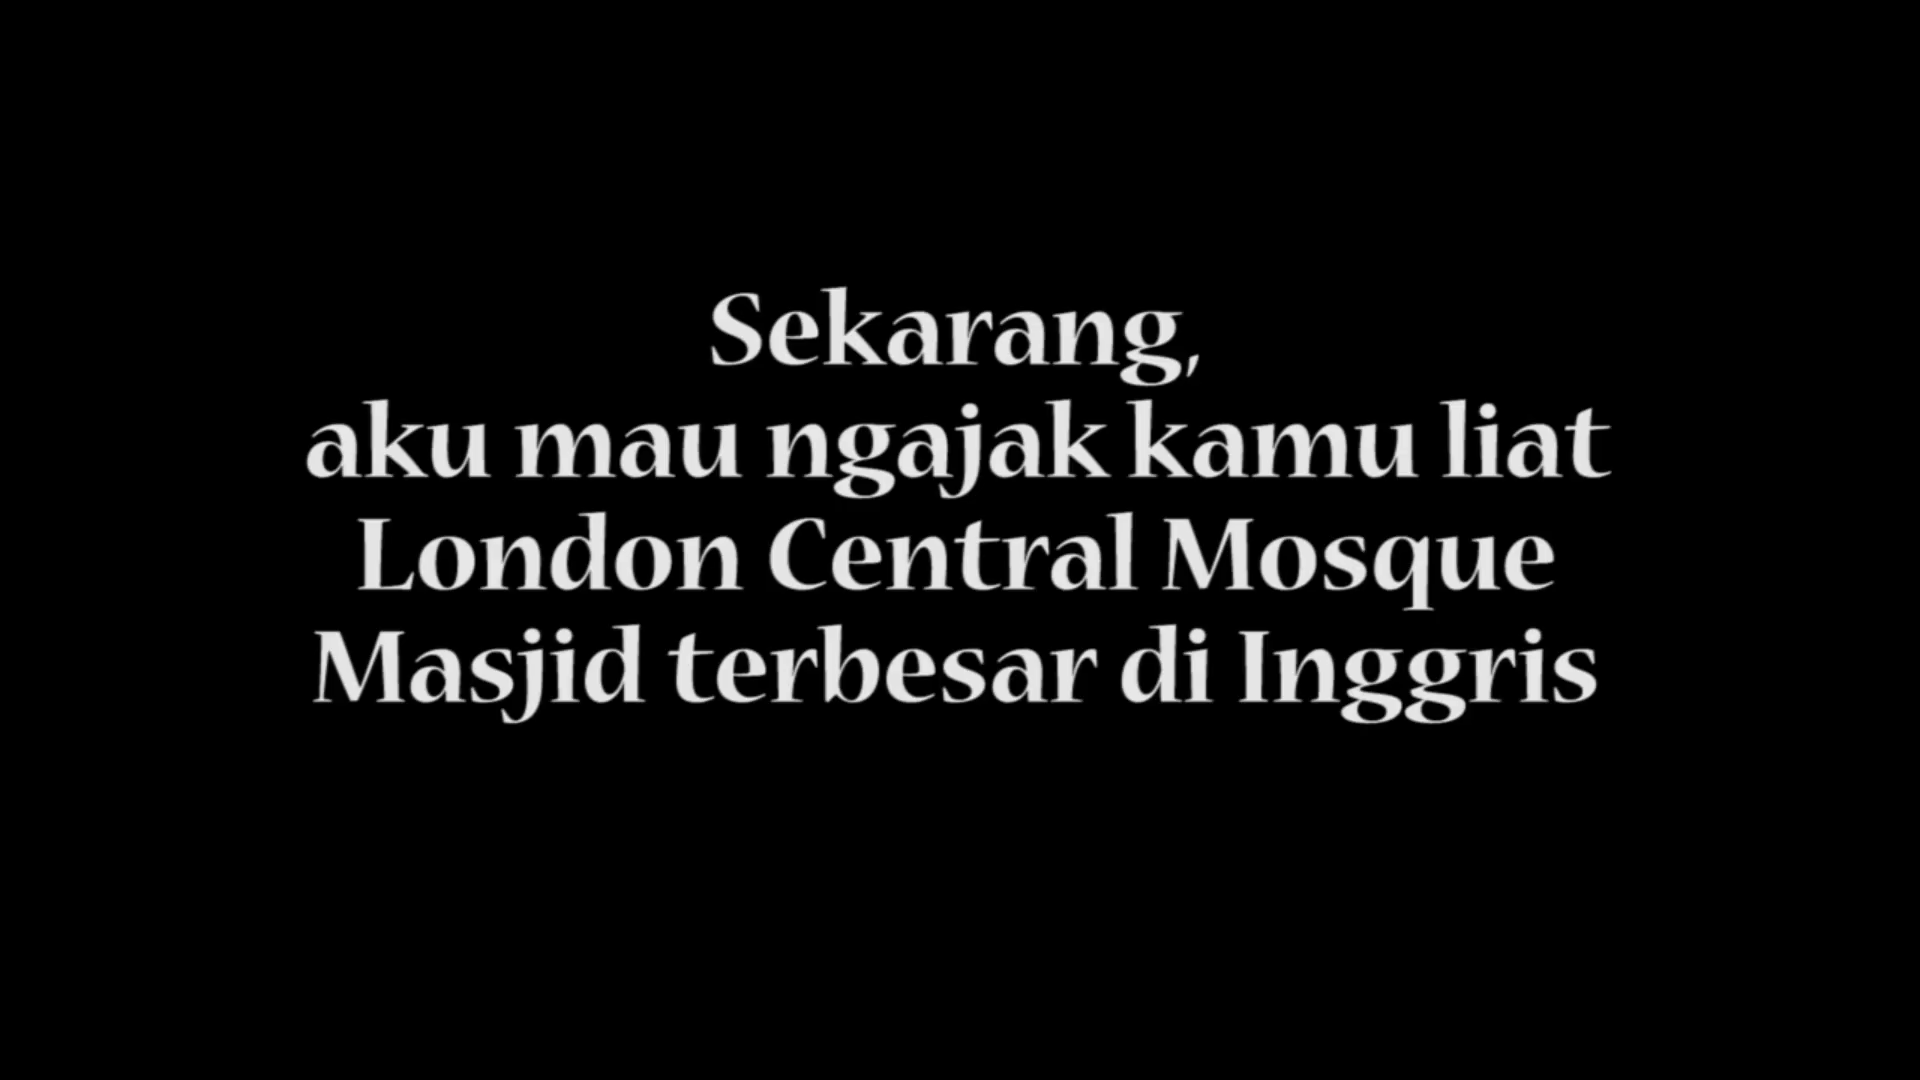 Sekarang,
aku mau ngajak kamu liat
London Central Mosque
Masjid terbesar di Inggris